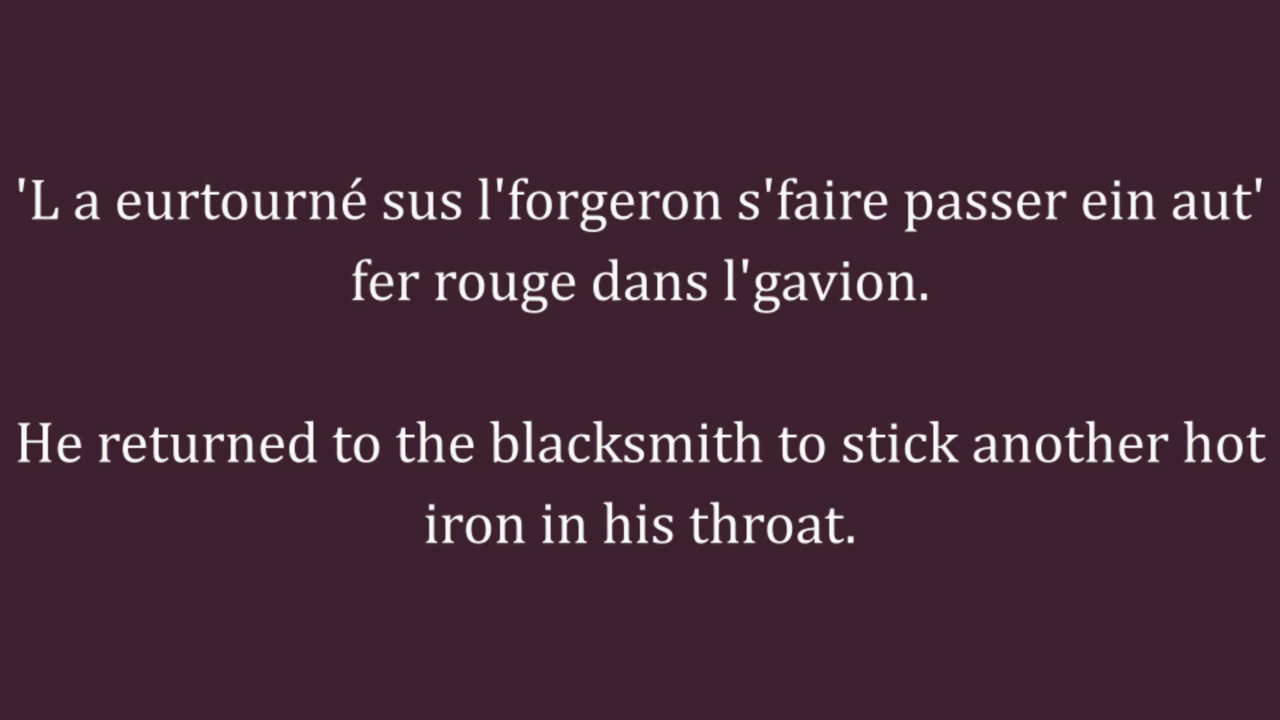 'L a eurtourné sus l'forgeron s'faire passer ein aut'
fer rouge dans l'gavion.
He returned to the blacksmith to stick another hot
iron in his throat.